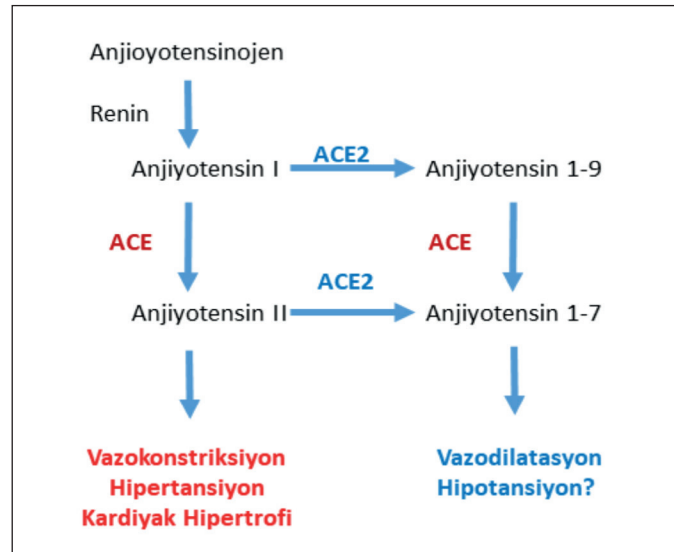 Anjioyotensinojen
Renin
ACE2
Anjiyotensin I
Anjiyotensin 1-9
ACE
ACE
ACE2
Anjiyotensin II
Anjiyotensin 1-7
Vazokonstriksiyon
Hipertansiyon
Kardiyak Hipertrofi
Vazodilatasyon
Hipotansiyon?